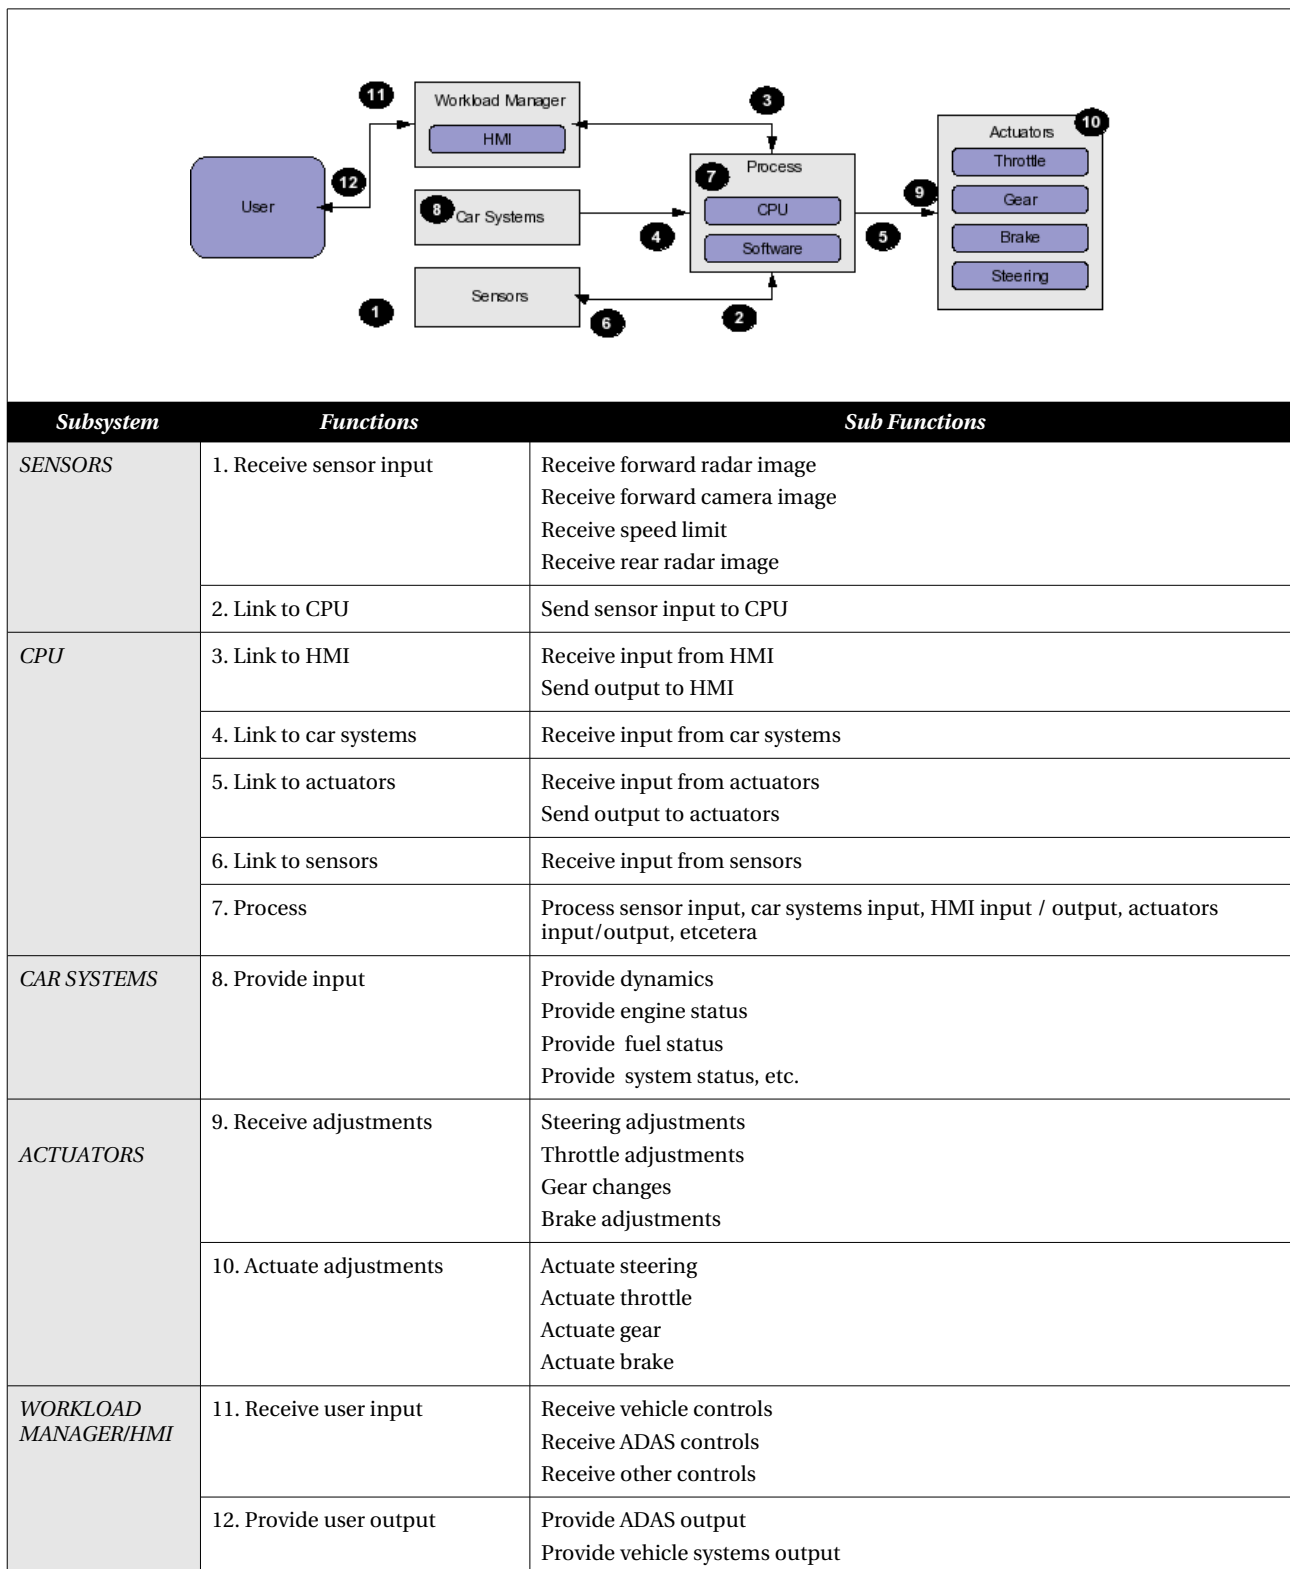 11
Workload Manager
HMI
3
10
Actuators
Throttle
Gear
Brake
Steering
Process
7
CPU
Software
9
12
User
8
Car Systems
4
5
Sensors
1
6
2
Subsystem Functions Sub Functions
SENSORS 1. Receive sensor input Receive forward radar image
Receive forward camera image
Receive speed limit
Receive rear radar image
2. Link to CPU Send sensor input to CPU
CPU 3. Link to HMI Receive input from HMI
Send output to HMI
4. Link to car systems Receive input from car systems
5. Link to actuators Receive input from actuators
Send output to actuators
6. Link to sensors Receive input from sensors
7. Process Process sensor input, car systems input, HMI input / output, actuators
input/output, etcetera
CAR SYSTEMS 8. Provide input Provide dynamics
Provide engine status
Provide fuel status
Provide system status, etc.
9. Receive adjustments Steering adjustments
ACTUATORS Throttle adjustments
Gear changes
Brake adjustments
10. Actuate adjustments Actuate steering
Actuate throttle
Actuate gear
Actuate brake
WORKLOAD 11. Receive user input Receive vehicle controls
MANAGER/HMI Receive ADAS controls
Receive other controls
12. Provide user output Provide ADAS output
Provide vehicle systems output